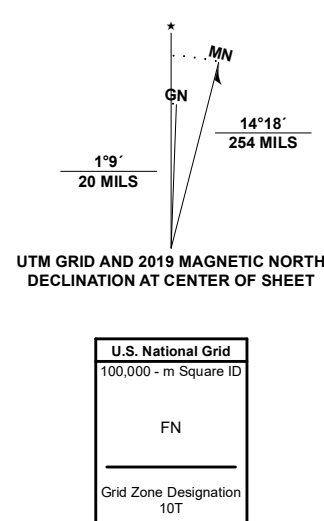 ★
MN
GN
14°18´
254 MILS
1°9´
20 MILS
UTM GRID AND 2019 MAGNETIC NORTH
DECLINATION AT CENTER OF SHEET
U.S. National Grid
100,000 - m Square ID
FN
Grid Zone Designation
10T